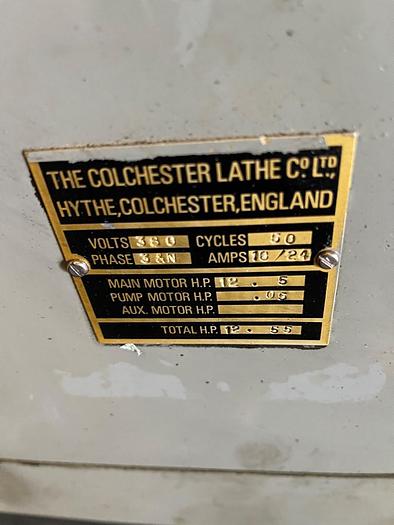 THE COLCHESTER LATHE Cº LTD,
HYTHE, COLCHESTER, ENGLAND
VOLTS 380 CYCLES 50
PHASE 3&N AMPS 16/24
MAIN MOTOR H.P. 12.5
PUMP MOTOR H.P. .05
AUX. MOTOR H.P.
TOTAL H.P. 12.55